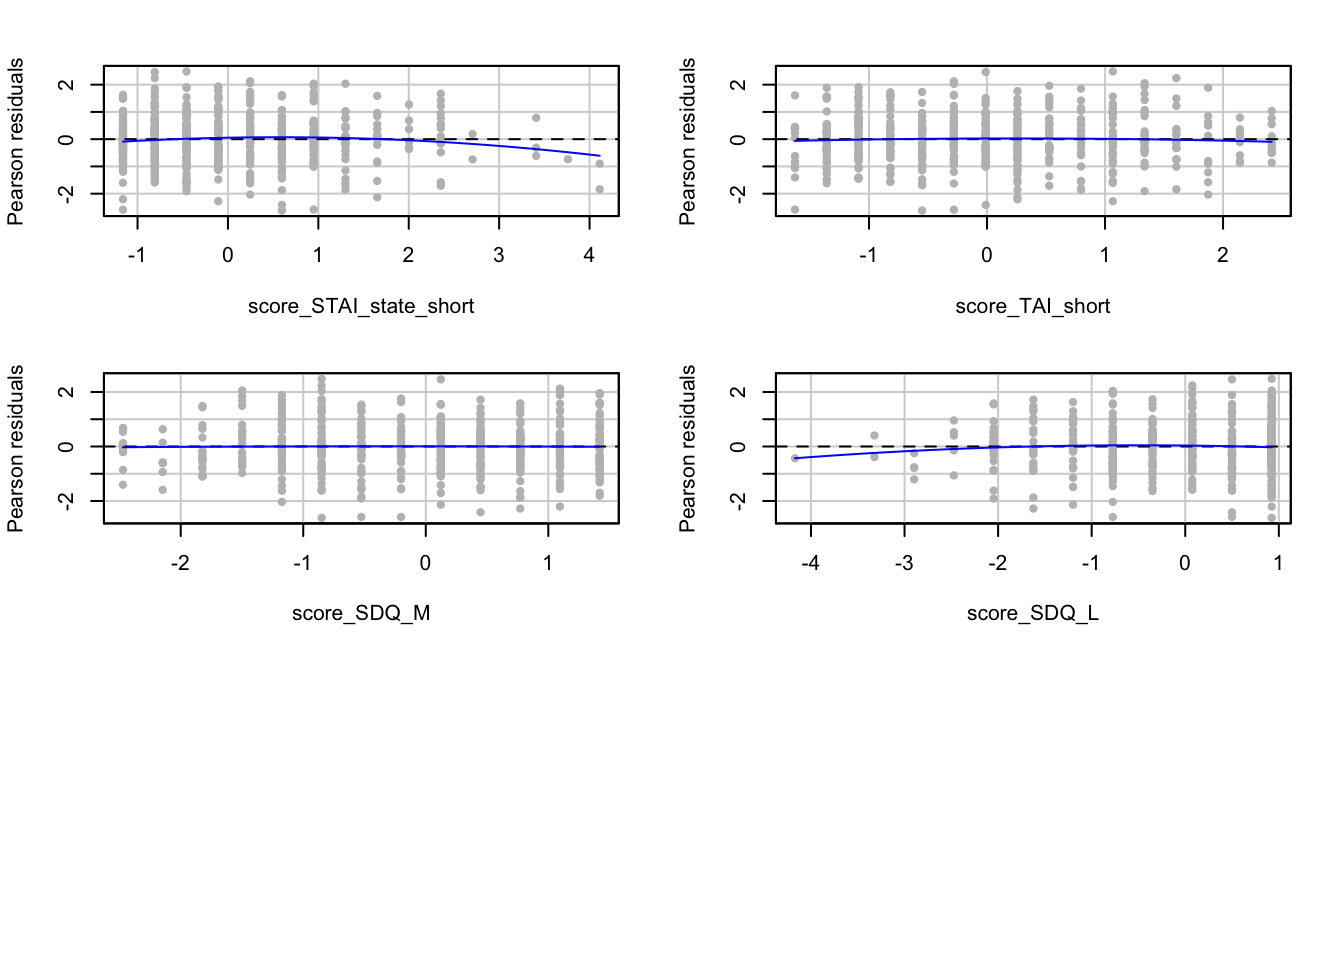 Pearson residuals
2
0
-2
-1 0 1 2 3 4
score_STAI_state_short
Pearson residuals
2
0
-2
-1 0 1 2
score_TAI_short
Pearson residuals
2
0
-2
-2 -1 0 1
score_SDQ_M
Pearson residuals
2
0
-2
-4 -3 -2 -1 0 1
score_SDQ_L